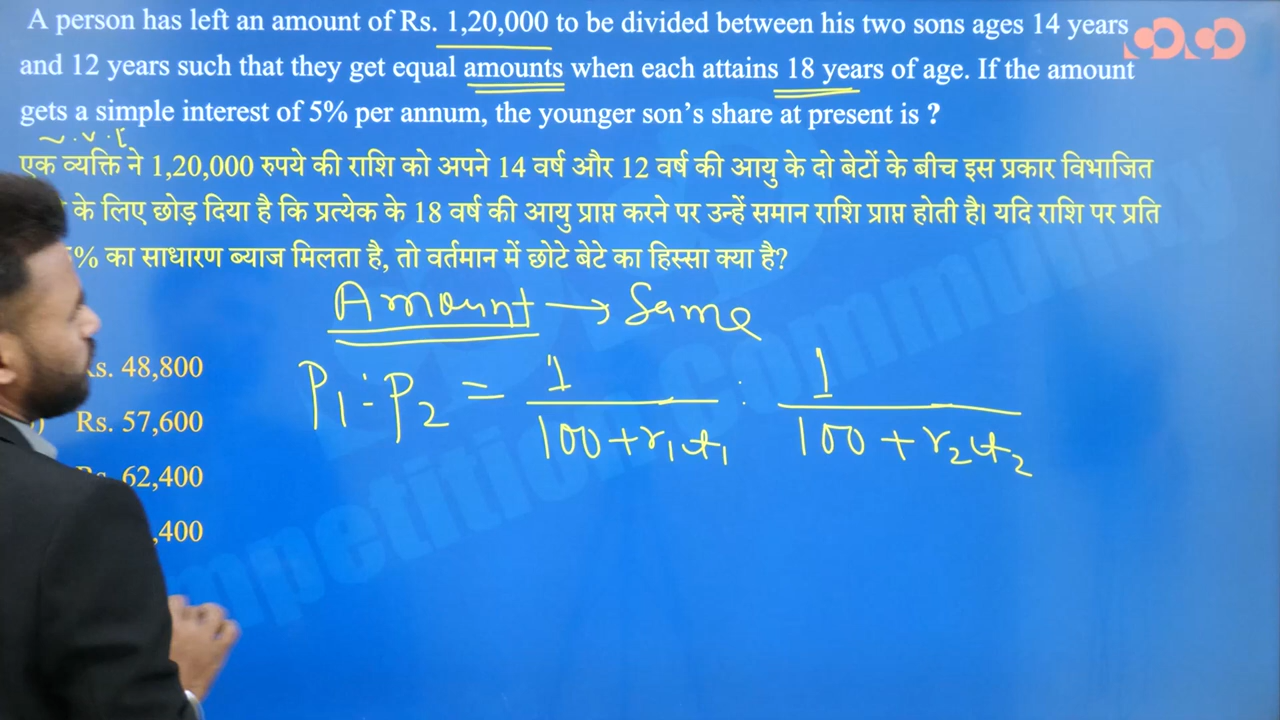 A person has left an amount of Rs. 1,20,000 to be divided between his two sons ages 14 years
and 12 years such that they get equal amounts when each attains 18 years of age. If the amount
gets a simple interest of 5% per annum, the younger son's share at present is ?
एक व्यक्ति ने 1,20,000 रुपये की राशि को अपने 14 वर्ष और 12 वर्ष की आयु के दो बेटों के बीच इस प्रकार विभाजित
के लिए छोड़ दिया है कि प्रत्येक के 18 वर्ष की आयु प्राप्त करने पर उन्हें समान राशि प्राप्त होती है। यदि राशि पर प्रति
5% का साधारण ब्याज मिलता है, तो वर्तमान में छोटे बेटे का हिस्सा क्या है?
Amount → Same
P₁ : P₂ = 1/(100+r₁t₁) : 1/(100+r₂t₂)
Rs. 48,800
Rs. 57,600
Rs. 62,400
,400
Competition Community